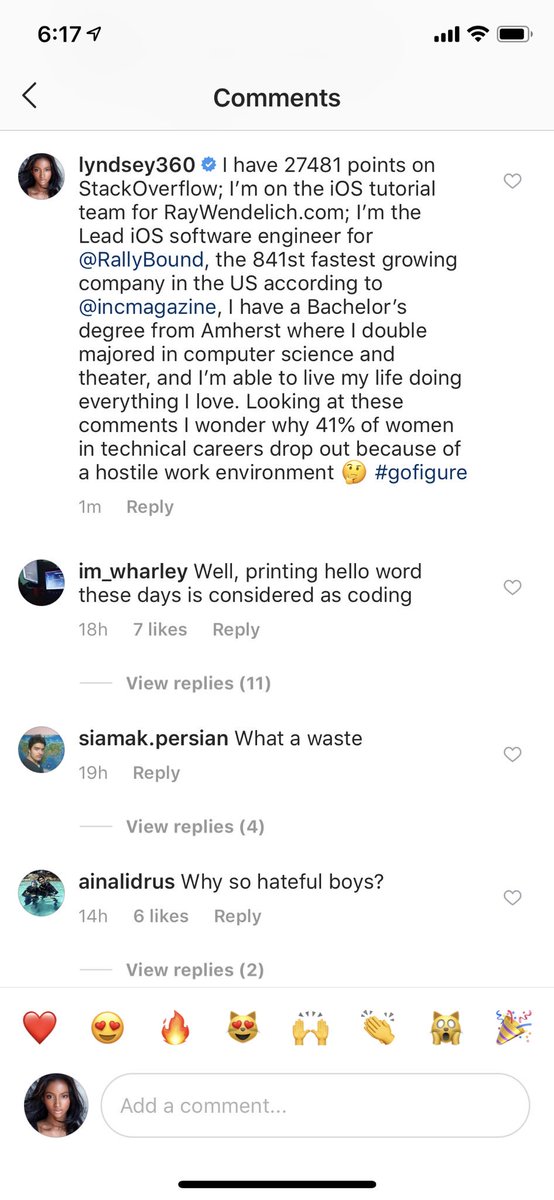 6:17
Comments
lyndsey360 I have 27481 points on
StackOverflow; I'm on the iOS tutorial
team for RayWendelich.com; I'm the
Lead iOS software engineer for
@RallyBound, the 841st fastest growing
company in the US according to
@incmagazine, I have a Bachelor's
degree from Amherst where I double
majored in computer science and
theater, and I'm able to live my life doing
everything I love. Looking at these
comments I wonder why 41% of women
in technical careers drop out because of
a hostile work environment 🤔 #gofigure
1m Reply
im_wharley Well, printing hello word
these days is considered as coding
18h 7 likes Reply
View replies (11)
siamak.persian What a waste
19h Reply
View replies (4)
ainalidrus Why so hateful boys?
14h 6 likes Reply
View replies (2)
Add a comment...